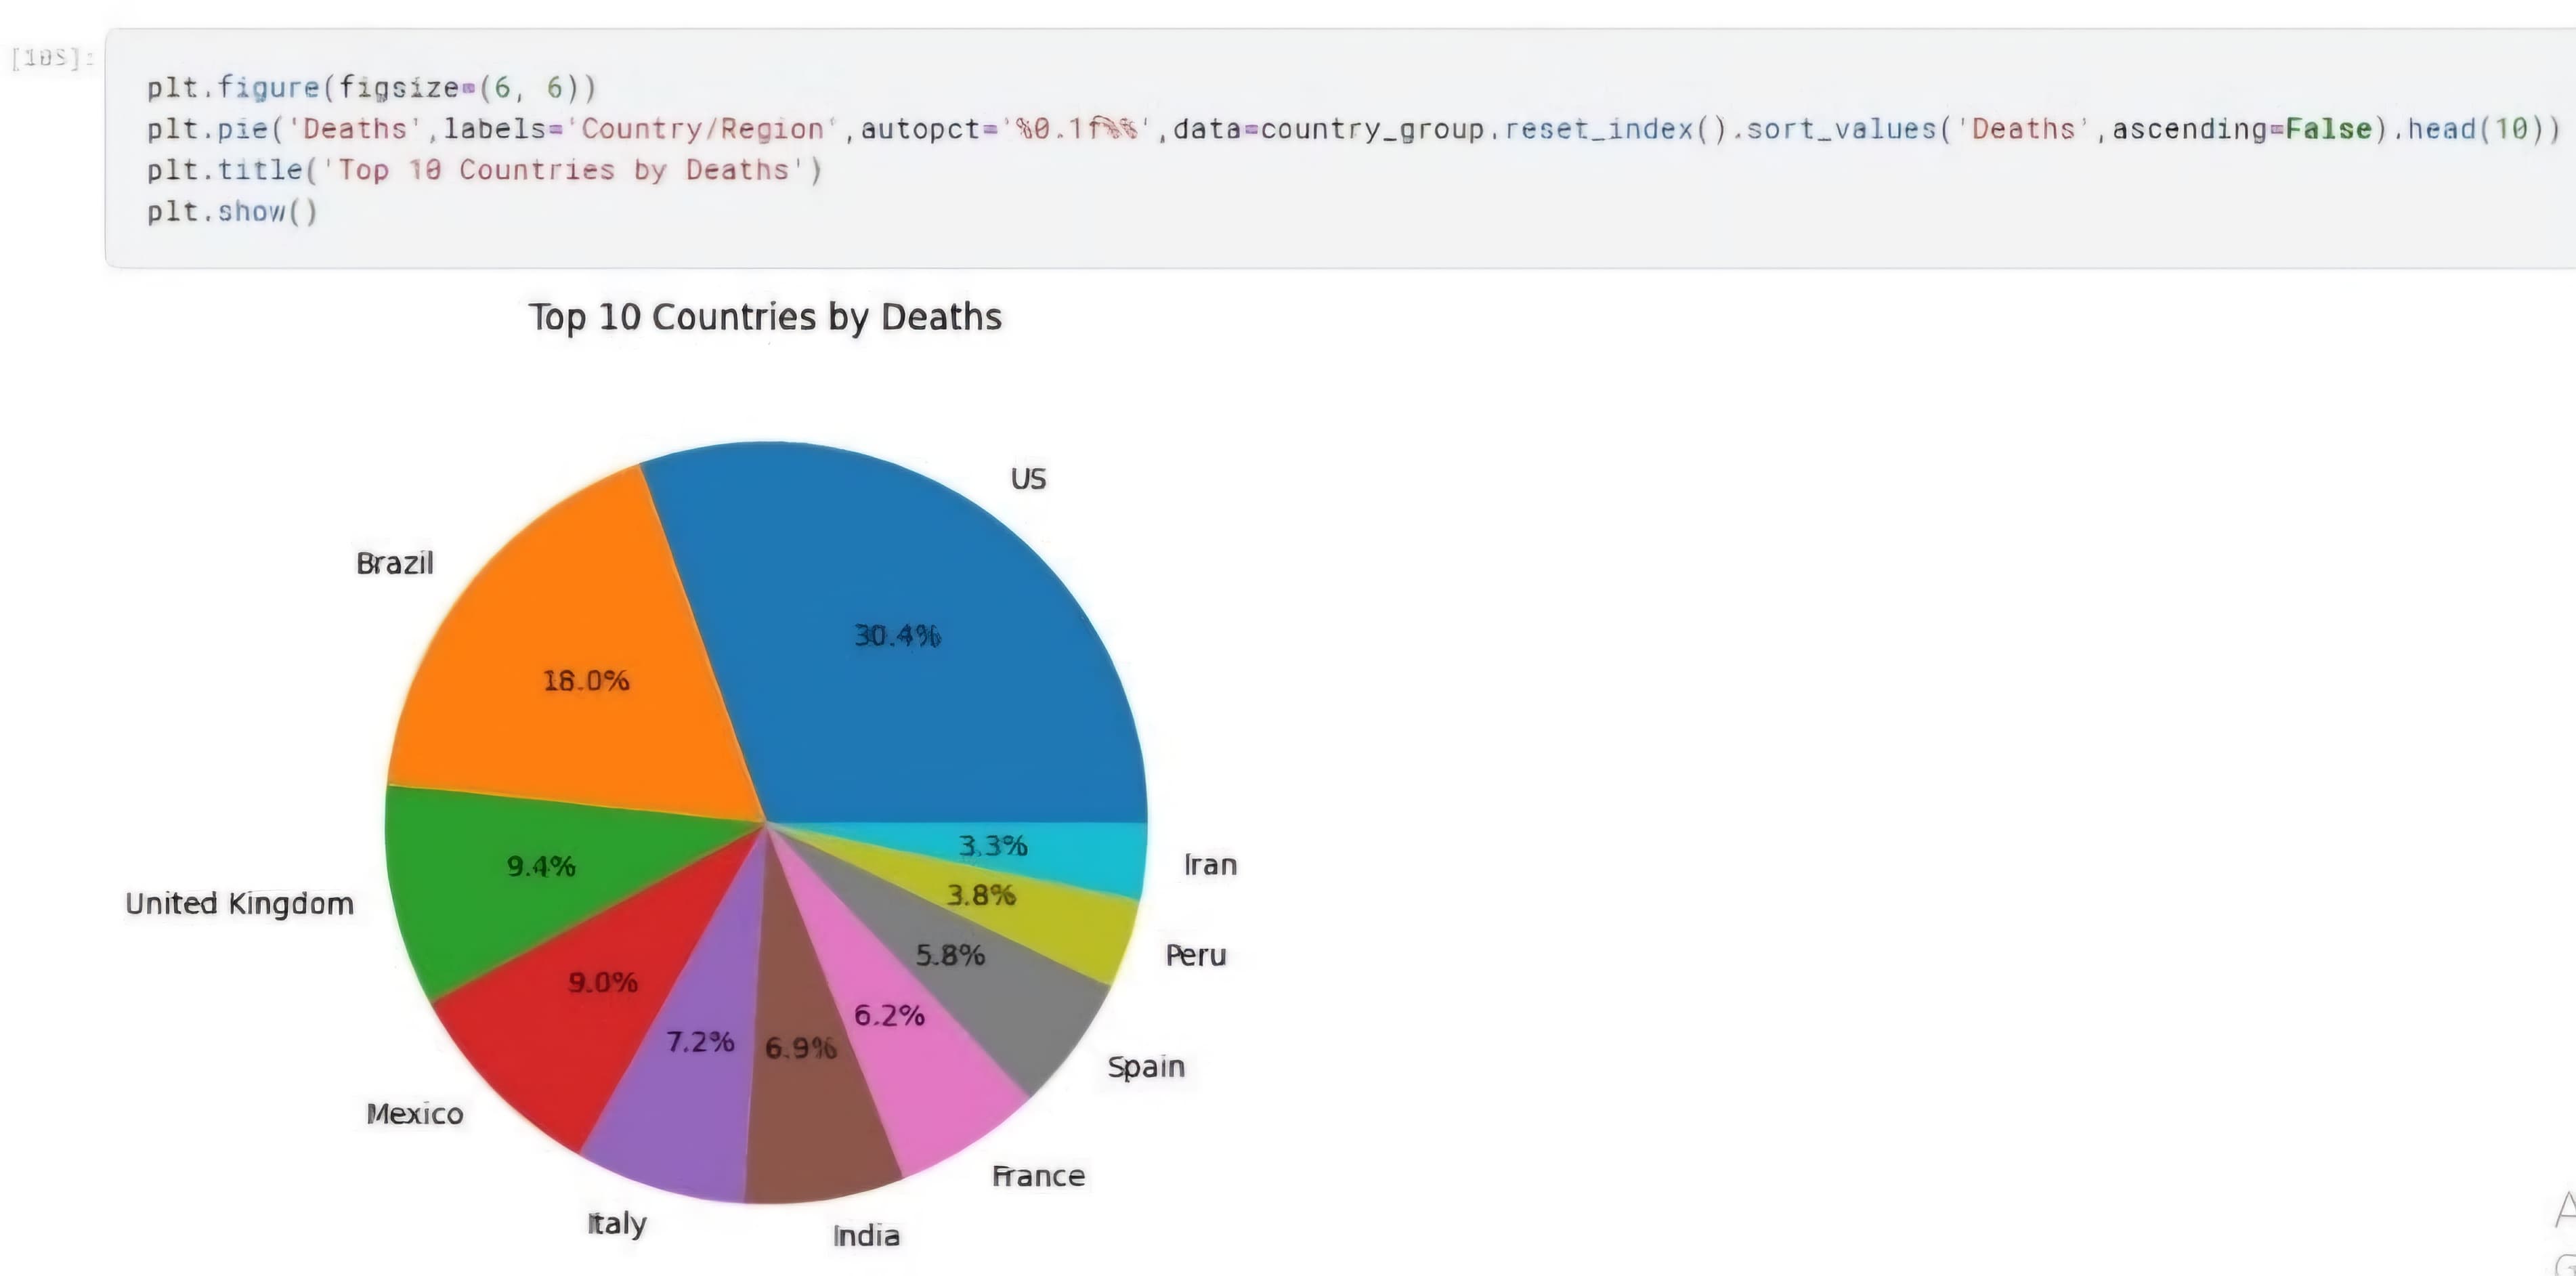 [105]:
plt.figure(figsize=(6, 6))
plt.pie('Deaths',labels='Country/Region',autopct='%0.1f%%',data=country_group.reset_index().sort_values('Deaths',ascending=False).head(10))
plt.title('Top 10 Countries by Deaths')
plt.show()
Top 10 Countries by Deaths
US
Brazil
30.4%
18.0%
3.3%
Iran
9.4%
3.8%
United Kingdom
5.8%
Peru
9.0%
6.2%
7.2%
6.9%
Spain
Mexico
France
Italy
India